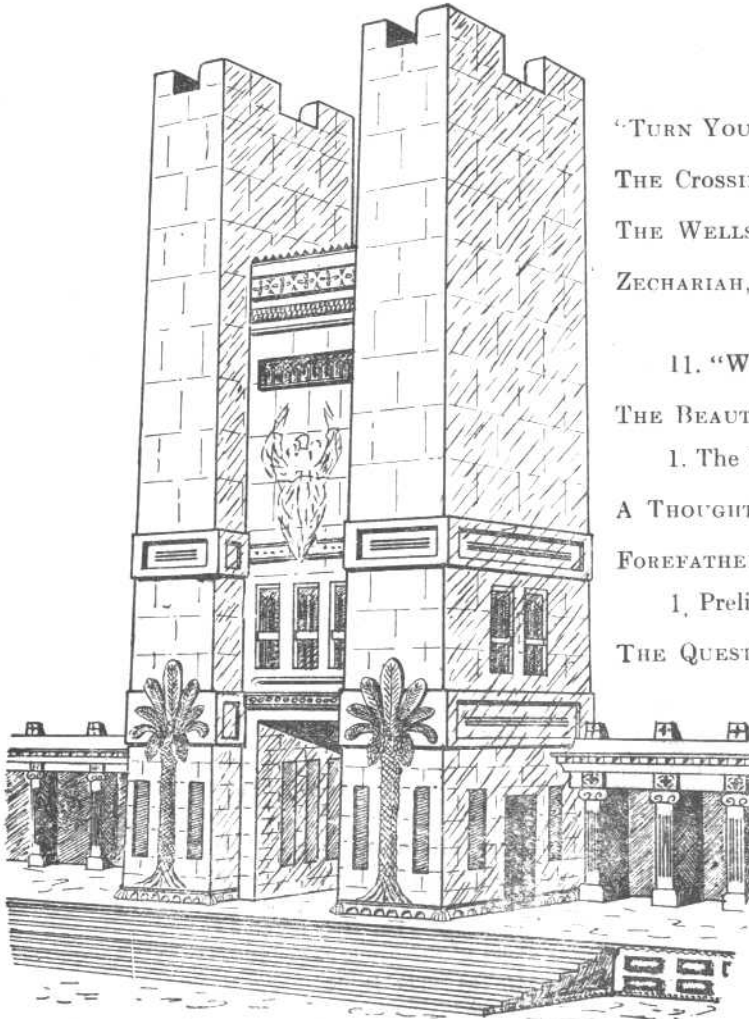 “TURN YOU
THE CROSSI
THE WELLS
ZECHARIAH,
11. “W
THE BEAUT
1. The
A THOUGHT
FOREFATHE
1. Preli
THE QUEST